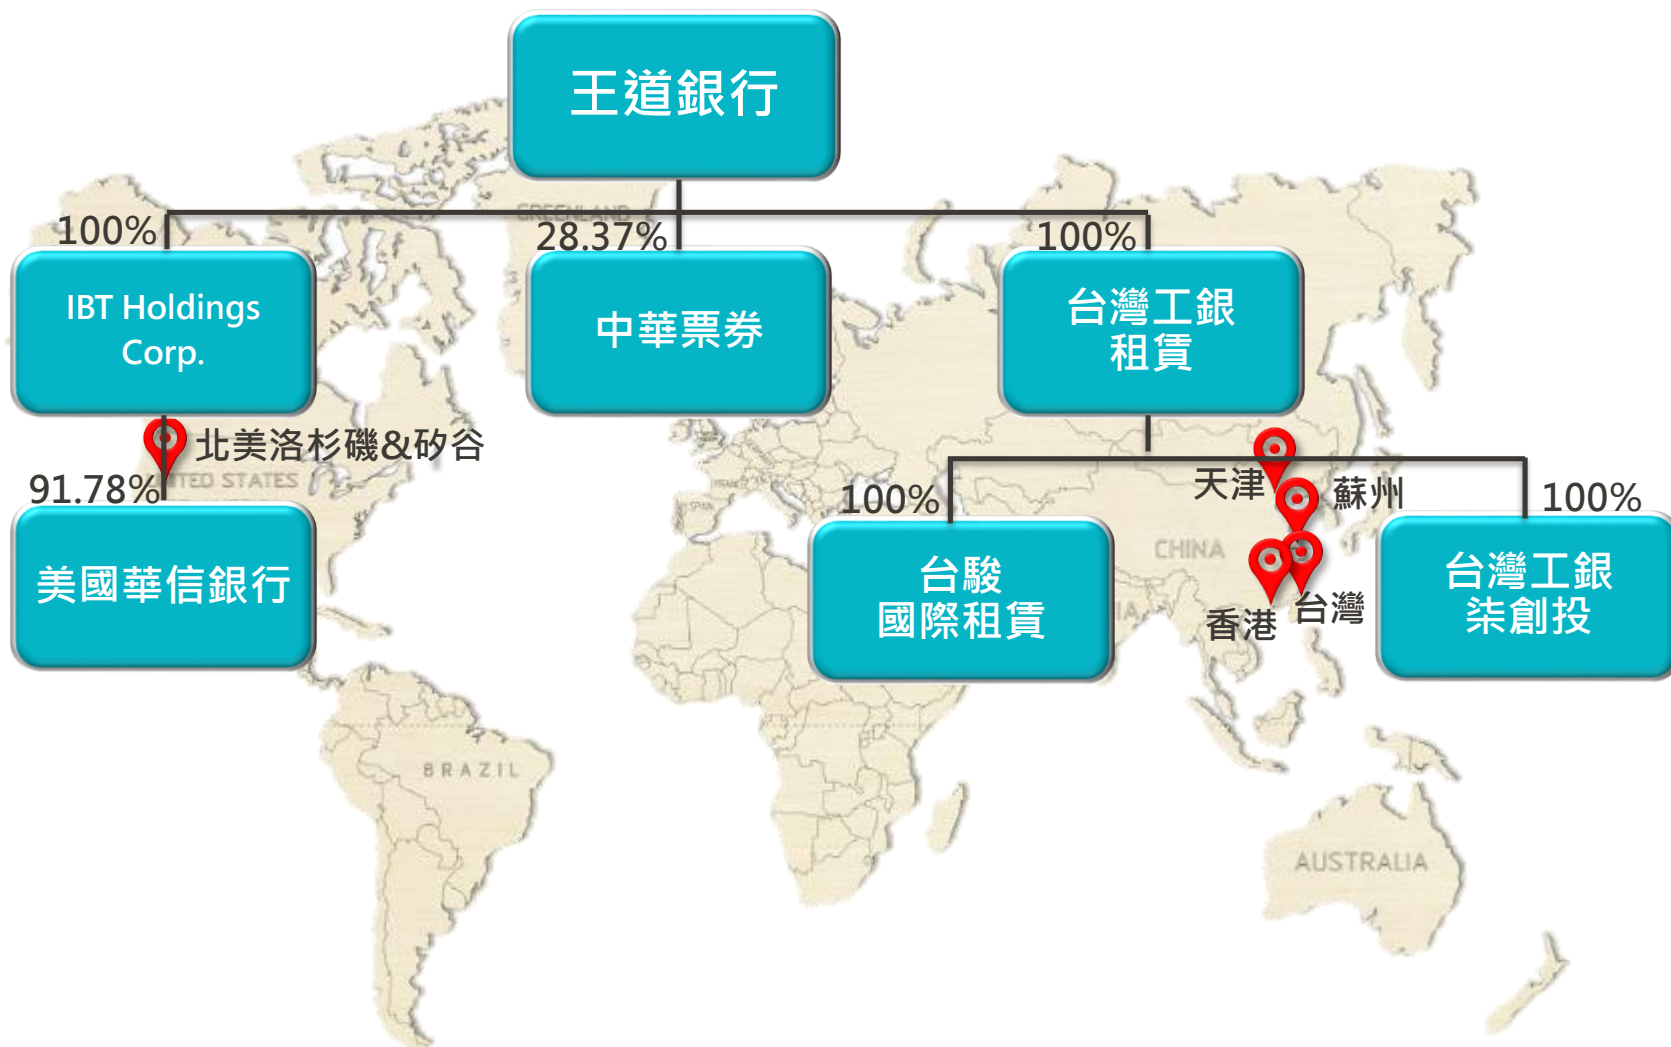 王道銀行
GREENLAND
100%
28.37%
100%
IBT Holdings
Corp.
中華票券
台灣工銀
租賃
北美洛杉磯&矽谷
UNITED STATES
91.78%
天津
蘇州
100%
100%
美國華信銀行
CHINA
台駿
國際租賃
台灣工銀
柒創投
香港
台灣
BRAZIL
AUSTRALIA